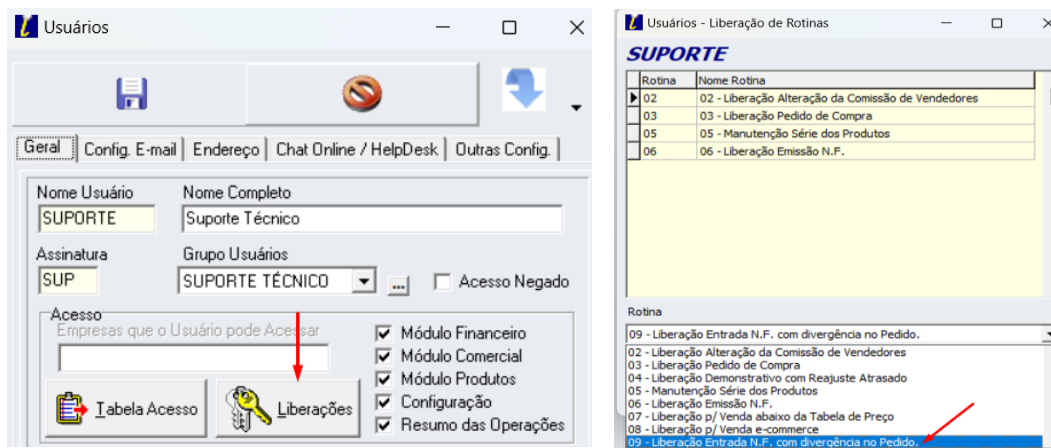 Usuários
Geral
Config. E-mail
Endereço
Chat Online / HelpDesk
Outras Config.
Nome Usuário
Nome Completo
SUPORTE
Suporte Técnico
Assinatura
Grupo Usuários
SUP
SUPORTE TÉCNICO
...
Acesso Negado
Acesso
Empresas que o Usuário pode Acessar
Módulo Financeiro
Módulo Comercial
Módulo Produtos
Configuração
Resumo das Operações
Tabela Acesso
Liberações
Usuários - Liberação de Rotinas
SUPORTE
Rotina Nome Rotina
02 02 - Liberação Alteração da Comissão de Vendedores
03 03 - Liberação Pedido de Compra
05 05 - Manutenção Série dos Produtos
06 06 - Liberação Emissão N.F.
Rotina
09 - Liberação Entrada N.F. com divergência no Pedido.
02 - Liberação Alteração da Comissão de Vendedores
03 - Liberação Pedido de Compra
04 - Liberação Demonstrativo com Reajuste Atrasado
05 - Manutenção Série dos Produtos
06 - Liberação Emissão N.F.
07 - Liberação p/ Venda abaixo da Tabela de Preço
08 - Liberação p/ Venda e-commerce
09 - Liberação Entrada N.F. com divergência no Pedido.